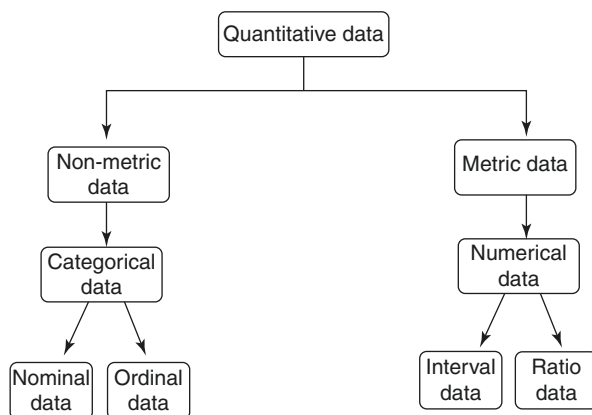 Quantitative data
Non-metric
data
Metric data
Categorical
data
Numerical
data
Nominal
data
Ordinal
data
Interval
data
Ratio
data